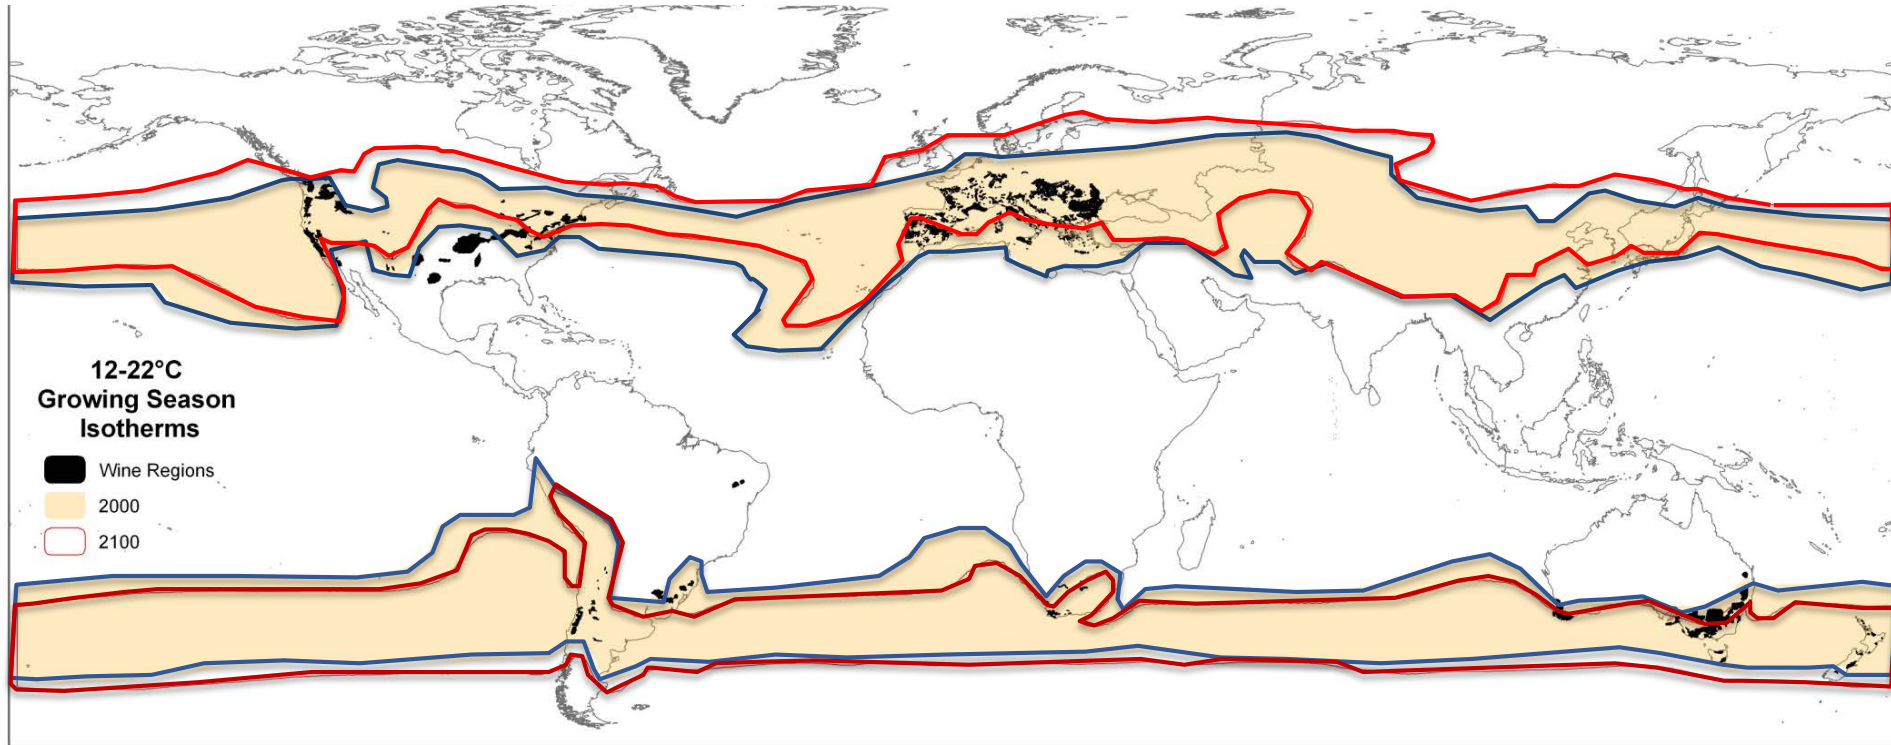 12-22°C
Growing Season
Isotherms
Wine Regions
2000
2100